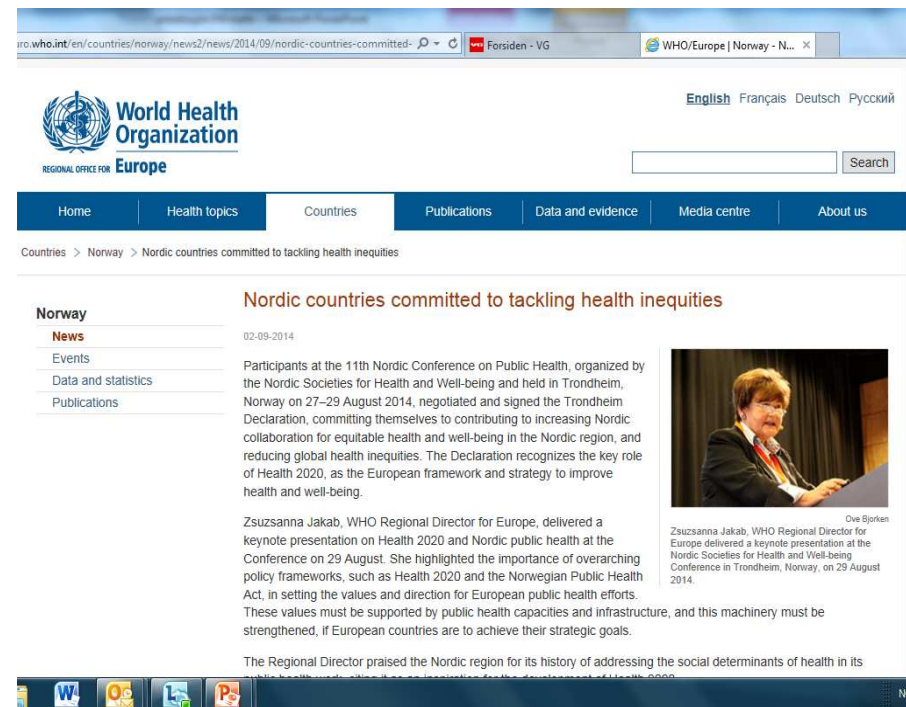 uro.who.int/en/countries/norway/news2/news/2014/09/nordic-countries-committed-
Forsiden - VG
WHO/Europe | Norway - N...
World Health
Organization
REGIONAL OFFICE FOR Europe
English Français Deutsch Русский
Search
Home Health topics Countries Publications Data and evidence Media centre About us
Countries > Norway > Nordic countries committed to tackling health inequities
Norway
News
Events
Data and statistics
Publications
Nordic countries committed to tackling health inequities
02-09-2014
Participants at the 11th Nordic Conference on Public Health, organized by
the Nordic Societies for Health and Well-being and held in Trondheim,
Norway on 27–29 August 2014, negotiated and signed the Trondheim
Declaration, committing themselves to contributing to increasing Nordic
collaboration for equitable health and well-being in the Nordic region, and
reducing global health inequities. The Declaration recognizes the key role
of Health 2020, as the European framework and strategy to improve
health and well-being.
Ove Bjorken
Zsuzsanna Jakab, WHO Regional Director for
Europe delivered a keynote presentation at the
Nordic Societies for Health and Well-being
Conference in Trondheim, Norway, on 29 August
2014.
Zsuzsanna Jakab, WHO Regional Director for Europe, delivered a
keynote presentation on Health 2020 and Nordic public health at the
Conference on 29 August. She highlighted the importance of overarching
policy frameworks, such as Health 2020 and the Norwegian Public Health
Act, in setting the values and direction for European public health efforts.
These values must be supported by public health capacities and infrastructure, and this machinery must be
strengthened, if European countries are to achieve their strategic goals.
The Regional Director praised the Nordic region for its history of addressing the social determinants of health in its